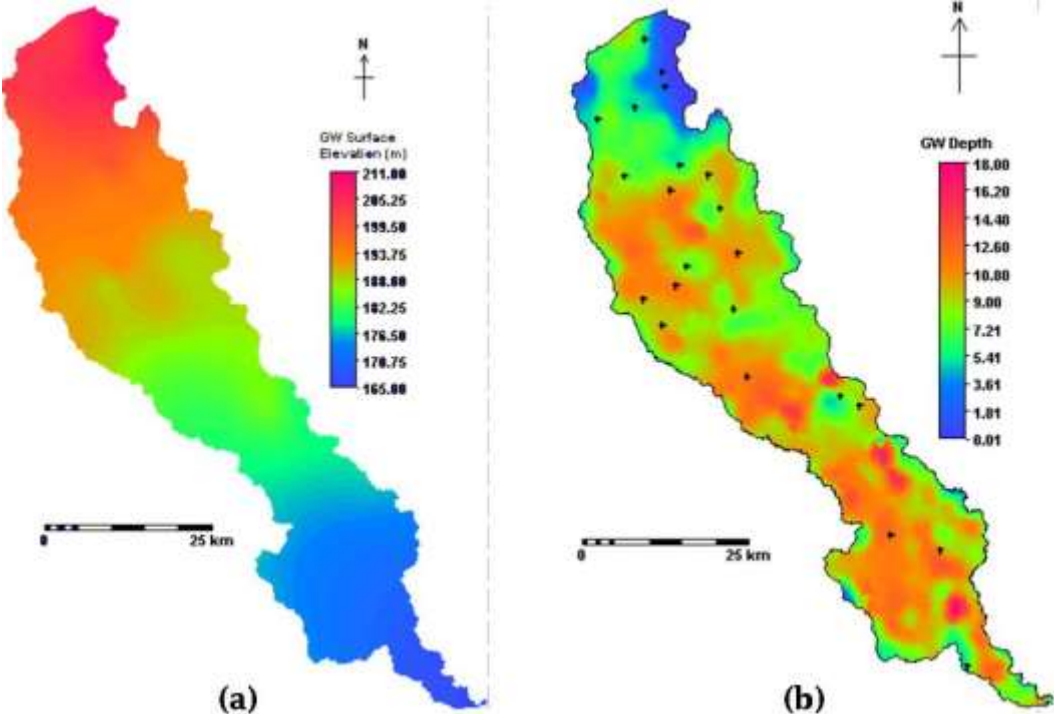 N
GW Surface
Elevation (m)
211.00
205.25
199.50
193.75
188.00
182.25
176.50
170.75
165.00
0 25 km
(a)
N
GW Depth
18.00
16.20
14.40
12.60
10.80
9.00
7.21
5.41
3.61
1.81
0.01
0 25 km
(b)